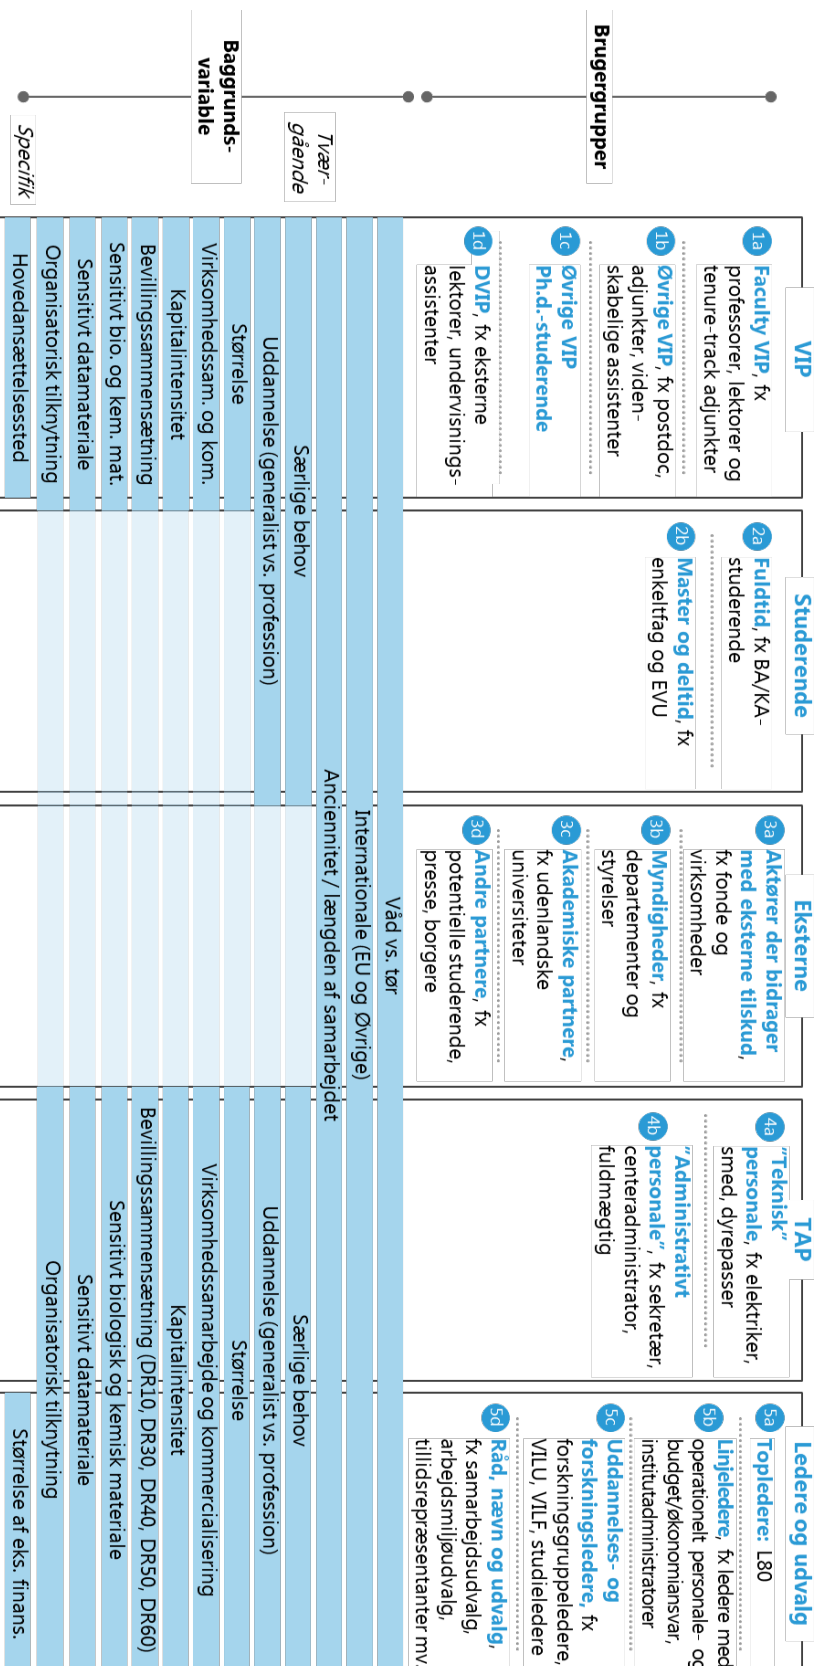 Brugergrupper
VIP
1a Faculty VIP, fx
professorer, lektorer og
tenure-track adjunkter
1b Øvrige VIP, fx postdoc,
adjunkter, viden-
skabelige assistenter
1c Øvrige VIP
Ph.d.-studerende
1d DVIP, fx eksterne
lektorer, undervisnings-
assistenter
Studerende
2a Fuldtid, fx BA/KA-
studerende
2b Master og deltid, fx
enkeltfag og EVU
Eksterne
3a Aktører der bidrager
med eksterne tilskud,
fx fonde og
virksomheder
3b Myndigheder, fx
departementer og
styrelser
3c Akademiske partnere,
fx udenlandske
universiteter
3d Andre partnere, fx
potentielle studerende,
presse, borgere
TAP
4a "Teknisk"
personale, fx elektriker,
smed, dyrepasser
4b "Administrativt
personale", fx sekretær,
centeradministrator,
fuldmægtig
Ledere og udvalg
5a Topledere: L80
5b Linjeledere, fx ledere med
operationelt personale- og
budget/økonomiansvar,
institutadministratorer
5c Uddannelses- og
forskningsledere, fx
forskningsgruppeledere,
VILU, VILF, studieledere
5d Råd, nævn og udvalg,
fx samarbejdsudvalg,
arbejdsmiljøudvalg,
tillidsrepræsentanter mv.
Baggrunds-
variable
Tvær-
gående
Våd vs. tør
Internationale (EU og Øvrige)
Anciennitet / længden af samarbejdet
Særlige behov
Særlige behov
Uddannelse (generalist vs. profession)
Uddannelse (generalist vs. profession)
Størrelse
Størrelse
Virksomhedssam. og kom.
Virksomhedssamarbejde og kommercialisering
Kapitalintensitet
Kapitalintensitet
Bevillingssammensætning
Bevillingssammensætning (DR10, DR30, DR40, DR50, DR60)
Sensitivt bio. og kem. mat.
Sensitivt biologisk og kemisk materiale
Sensitivt datamateriale
Sensitivt datamateriale
Organisatorisk tilknytning
Organisatorisk tilknytning
Specifik
Hovedansættelsessted
Størrelse af eks. finans.